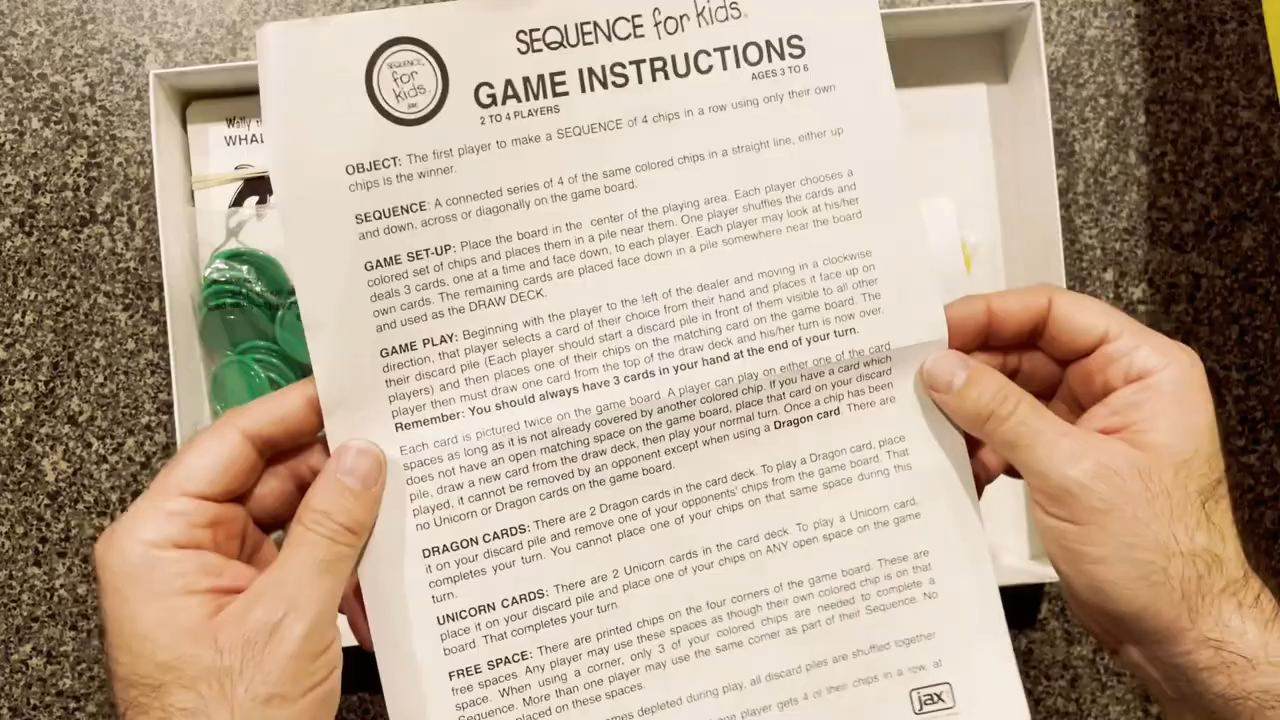 SEQUENCE for kids®
SEQUENCE
for
kids
jax
GAME INSTRUCTIONS
2 TO 4 PLAYERS
AGES 3 TO 6
OBJECT: The first player to make a SEQUENCE of 4 chips in a row using only their own
chips is the winner.
SEQUENCE: A connected series of 4 of the same colored chips in a straight line, either up
and down, across or diagonally on the game board.
GAME SET-UP: Place the board in the center of the playing area. Each player chooses a
colored set of chips and places them in a pile near them. One player shuffles the cards and
deals 3 cards, one at a time and face down, to each player. Each player may look at his/her
own cards. The remaining cards are placed face down in a pile somewhere near the board
and used as the DRAW DECK.
GAME PLAY: Beginning with the player to the left of the dealer and moving in a clockwise
direction, that player selects a card of their choice from their hand and places it face up on
their discard pile (Each player should start a discard pile in front of them visible to all other
players) and then places one of their chips on the matching card on the game board. The
player then must draw one card from the top of the draw deck and his/her turn is now over.
Remember: You should always have 3 cards in your hand at the end of your turn.
Each card is pictured twice on the game board. A player can play on either one of the card
spaces as long as it is not already covered by another colored chip. If you have a card which
does not have an open matching space on the game board, place that card on your discard
pile, draw a new card from the draw deck, then play your normal turn. Once a chip has been
played, it cannot be removed by an opponent except when using a Dragon card. There are
no Unicorn or Dragon cards on the game board.
DRAGON CARDS: There are 2 Dragon cards in the card deck. To play a Dragon card, place
it on your discard pile and remove one of your opponents' chips from the game board. That
completes your turn. You cannot place one of your chips on that same space during this
turn.
UNICORN CARDS: There are 2 Unicorn cards in the card deck. To play a Unicorn card,
place it on your discard pile and place one of your chips on ANY open space on the game
board. That completes your turn.
FREE SPACE: There are printed chips on the four corners of the game board. These are
free spaces. Any player may use these spaces as though their own colored chip is on that
space. When using a corner, only 3 of your colored chips are needed to complete a
Sequence. More than one player may use the same corner as part of their Sequence. No
placed on these spaces.
depleted during play, all discard piles are shuffled together
one player gets 4 of their chips in a row, at
jax
Wally
WHAL